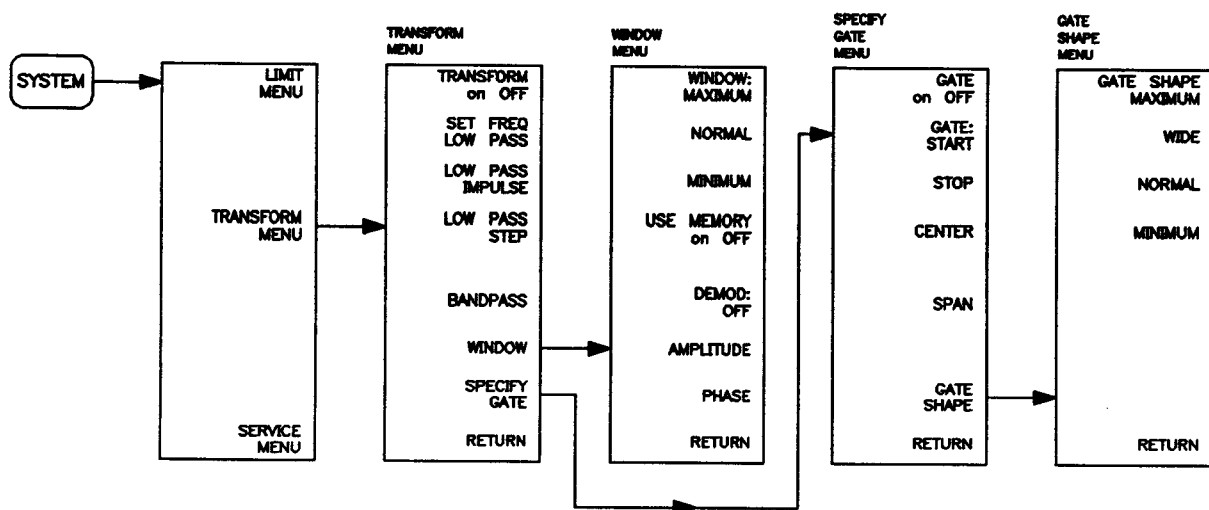 SYSTEM
LIMIT
MENU
TRANSFORM
MENU
SERVICE
MENU
TRANSFORM
MENU
TRANSFORM
on OFF
SET FREQ
LOW PASS
LOW PASS
IMPULSE
LOW PASS
STEP
BANDPASS
WINDOW
SPECIFY
GATE
RETURN
WINDOW
MENU
WINDOW:
MAXIMUM
NORMAL
MINIMUM
USE MEMORY
on OFF
DEMOD:
OFF
AMPLITUDE
PHASE
RETURN
SPECIFY
GATE
MENU
GATE
on OFF
GATE:
START
STOP
CENTER
SPAN
GATE
SHAPE
RETURN
GATE
SHAPE
MENU
GATE SHAPE
MAXIMUM
WIDE
NORMAL
MINIMUM
RETURN